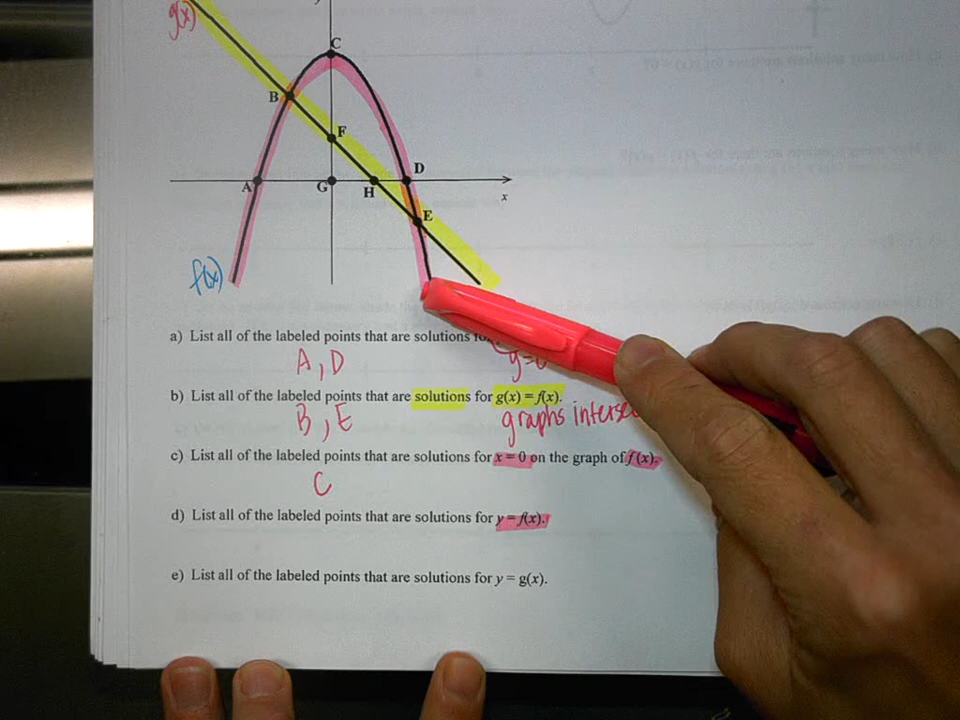 g(x)
y
C
B
F
D
A
G
H
x
E
f(x)
a) List all of the labeled points that are solutions
A, D
y=0
b) List all of the labeled points that are solutions for g(x) = f(x).
B, E
graphs
c) List all of the labeled points that are solutions for x = 0 on the graph of f(x).
C
d) List all of the labeled points that are solutions for y = f(x).
e) List all of the labeled points that are solutions for y = g(x).